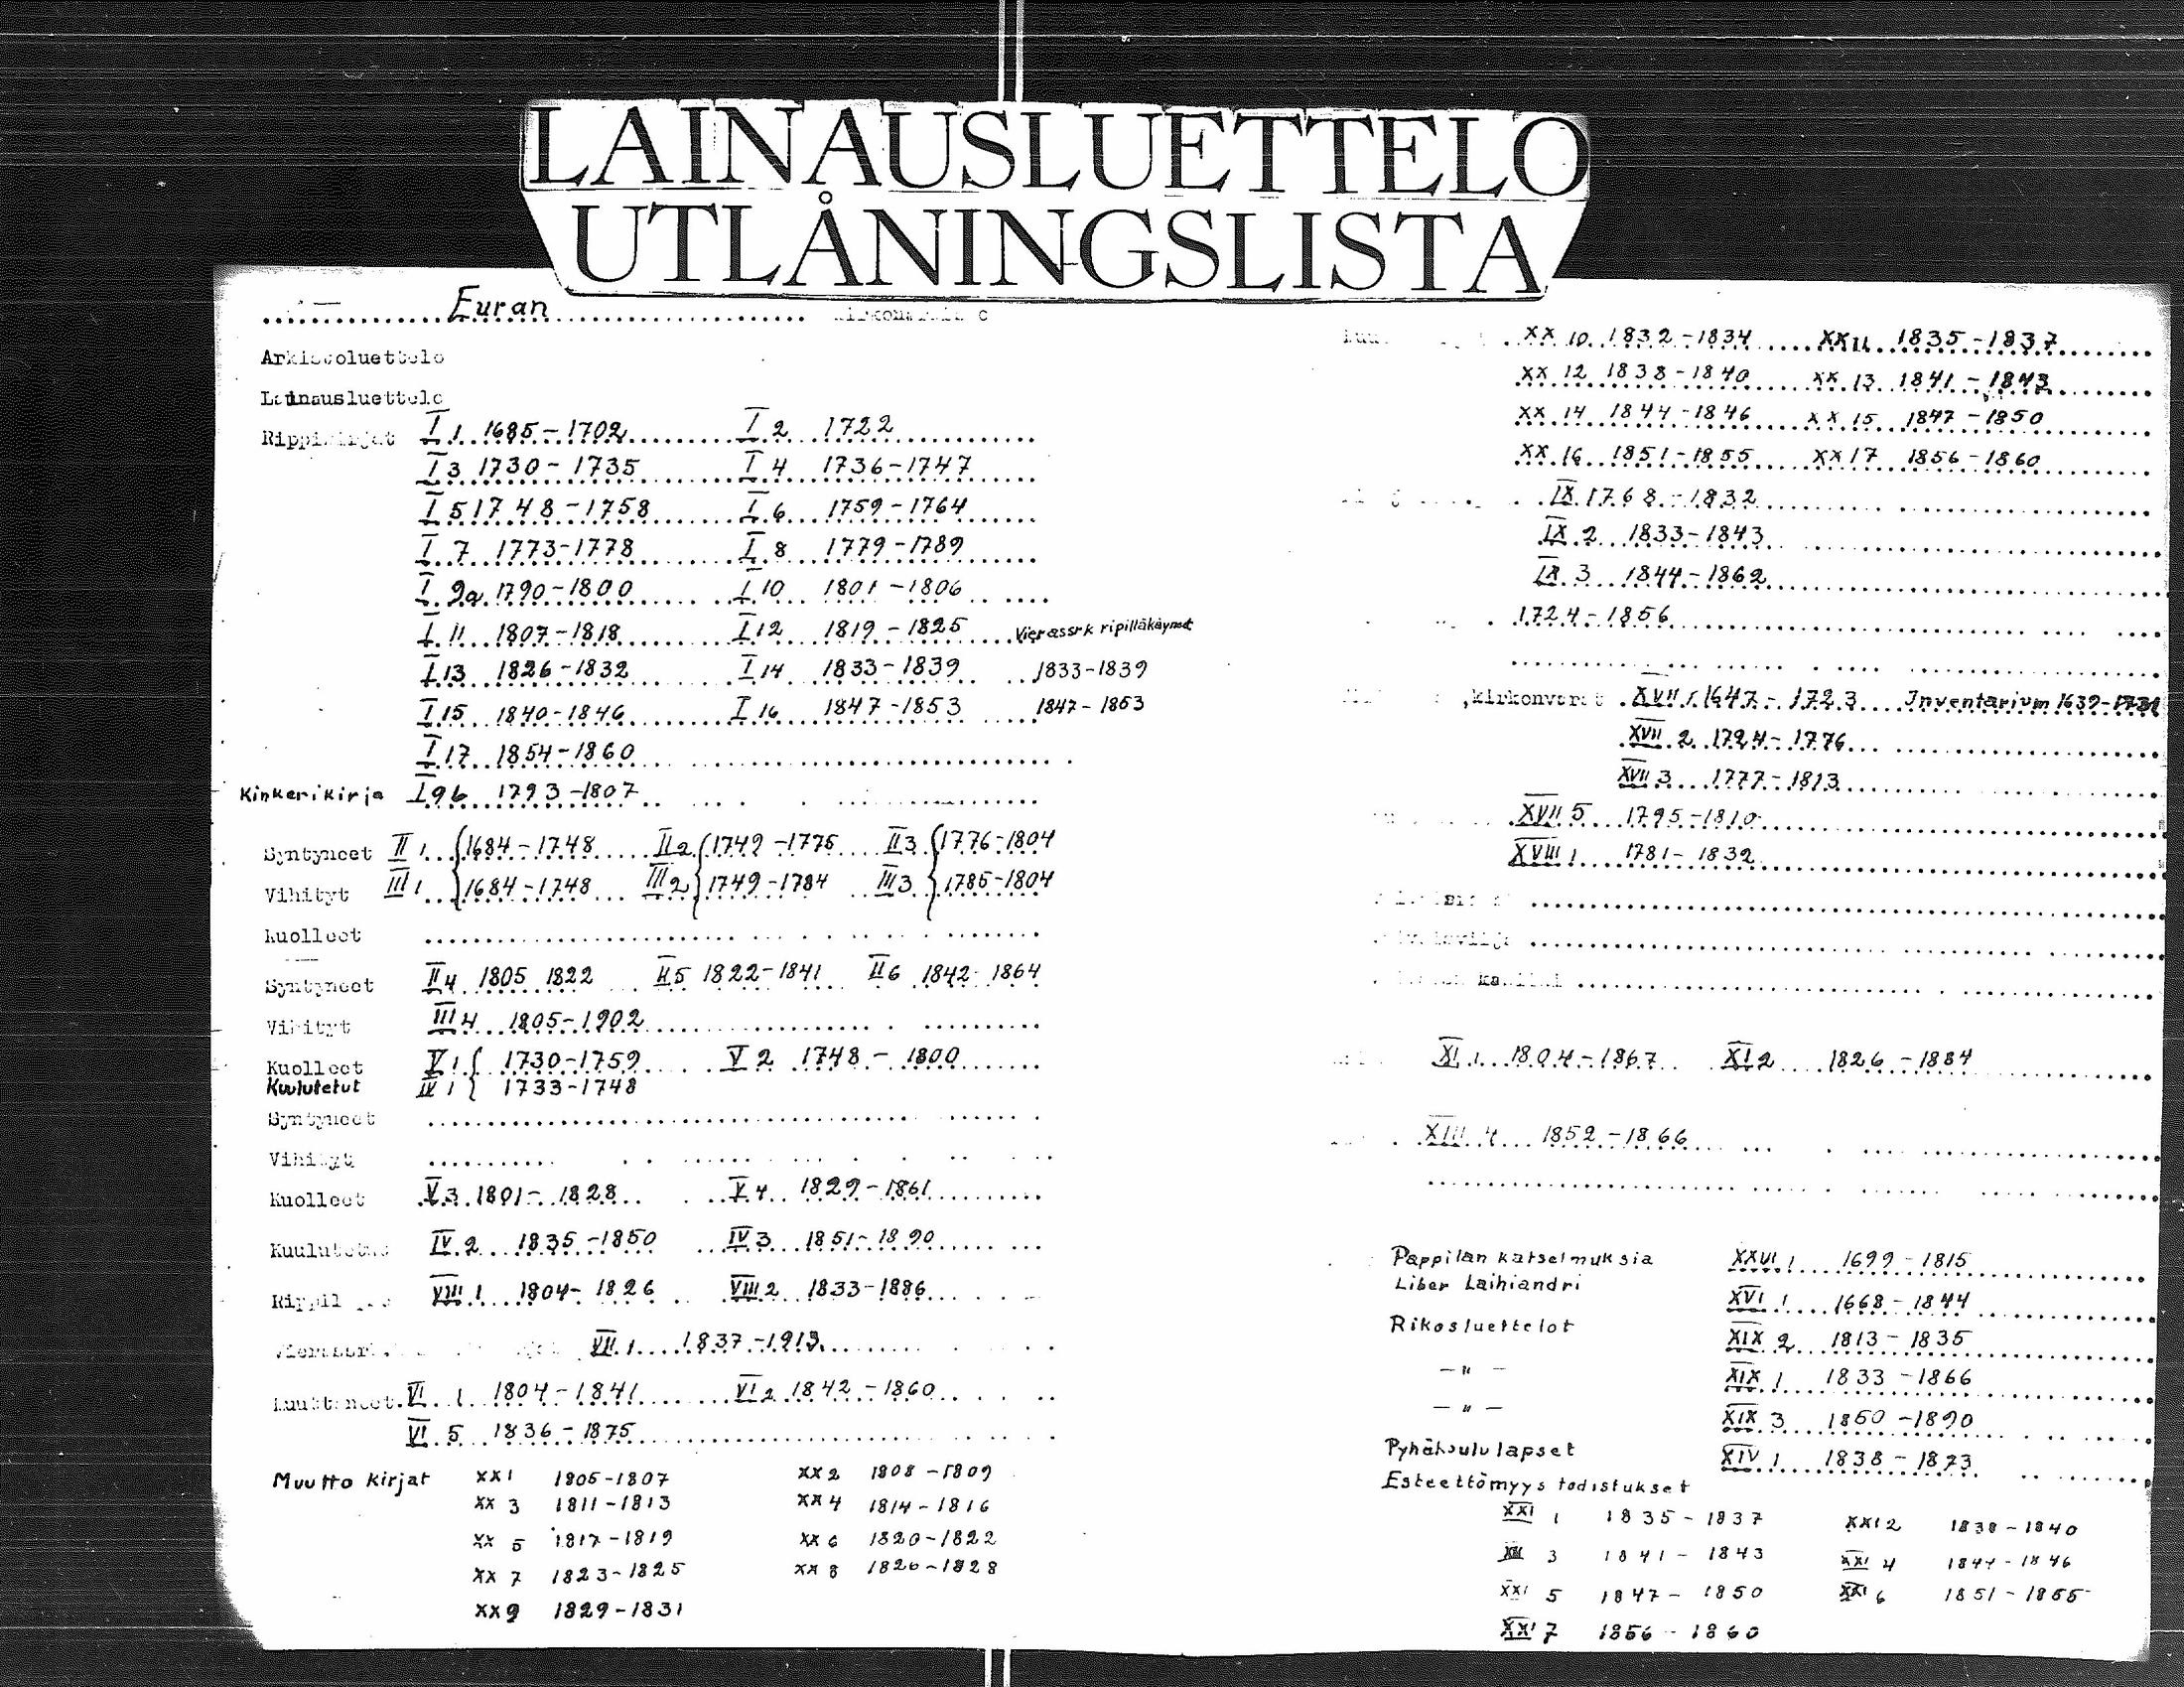 LAINAUSLUETTELO
UTLÅNINGSLISTA
Euran
Arkistoluettelo
Lainausluettelo
Rippikirjat I 1 1685-1702 I 2 1722
I 3 1730-1735 I 4 1736-1747
I 5 1748-1758 I 6 1759-1764
I 7 1773-1778 I 8 1779-1789
I 9a 1790-1800 I 10 1801-1806
I 11 1807-1818 I 12 1819-1825 Vierassrk ripilläkäyneet
I 13 1826-1832 I 14 1833-1839 1833-1839
I 15 1840-1846 I 16 1847-1853 1847-1853
I 17 1854-1860
Kinkerikirja I 9b 1793-1807
Syntyneet II 1 1684-1748 II 2 1749-1775 II 3 1776-1804
Vihityt III 1 1684-1748 III 2 1749-1784 III 3 1785-1804
Kuolleet
Syntyneet II 4 1805 1822 II 5 1822-1841 II 6 1842-1864
Vihityt III 4 1805-1902
Kuolleet V 1 1730-1759 V 2 1748-1800
Kuulutetut IV 1 1733-1748
Syntyneet
Vihityt
Kuolleet V 3 1801-1828 V 4 1829-1861
Kuulutetut IV 2 1835-1850 IV 3 1851-1890
VIII 1 1804-1826 VIII 2 1833-1886
VII 1 1837-1913
VI 1 1804-1841 VI 2 1842-1860
VI 5 1836-1875
Muutto kirjat XX 1 1805-1807 XX 2 1808-1809
XX 3 1811-1813 XX 4 1814-1816
XX 5 1817-1819 XX 6 1820-1822
XX 7 1823-1825 XX 8 1826-1828
XX 9 1829-1831
XX 10 1832-1834 XX 11 1835-1837
XX 12 1838-1840 XX 13 1841-1843
XX 14 1844-1846 XX 15 1847-1850
XX 16 1851-1855 XX 17 1856-1860
IX 1768-1832
IX 2 1833-1843
IX 3 1844-1862
1724-1856
,kirkonvarat XVII 1 1647-1723 Inventarium 1639-
XVII 2 1724-1776
XVII 3 1777-1813
XVII 5 1795-1810
XVIII 1 1781-1832
XI 1 1804-1867 XI 2 1826-1884
XIII 4 1852-1866
Pappilan katselmuksia XXVI 1 1699-1815
Liber Laihiandri XVI 1 1668-1844
Rikosluettelot XIX 2 1813-1835
-"- XIX 1 1833-1866
-"- XIX 3 1850-1890
Pyhäkoulu lapset XIV 1 1838-1873
Esteettömyys todistukset
XXI 1 1835-1837 XXI 2 1838-1840
XXI 3 1841-1843 XXI 4 1844-1846
XXI 5 1847-1850 XXI 6 1851-1855
XXI 7 1856-1860